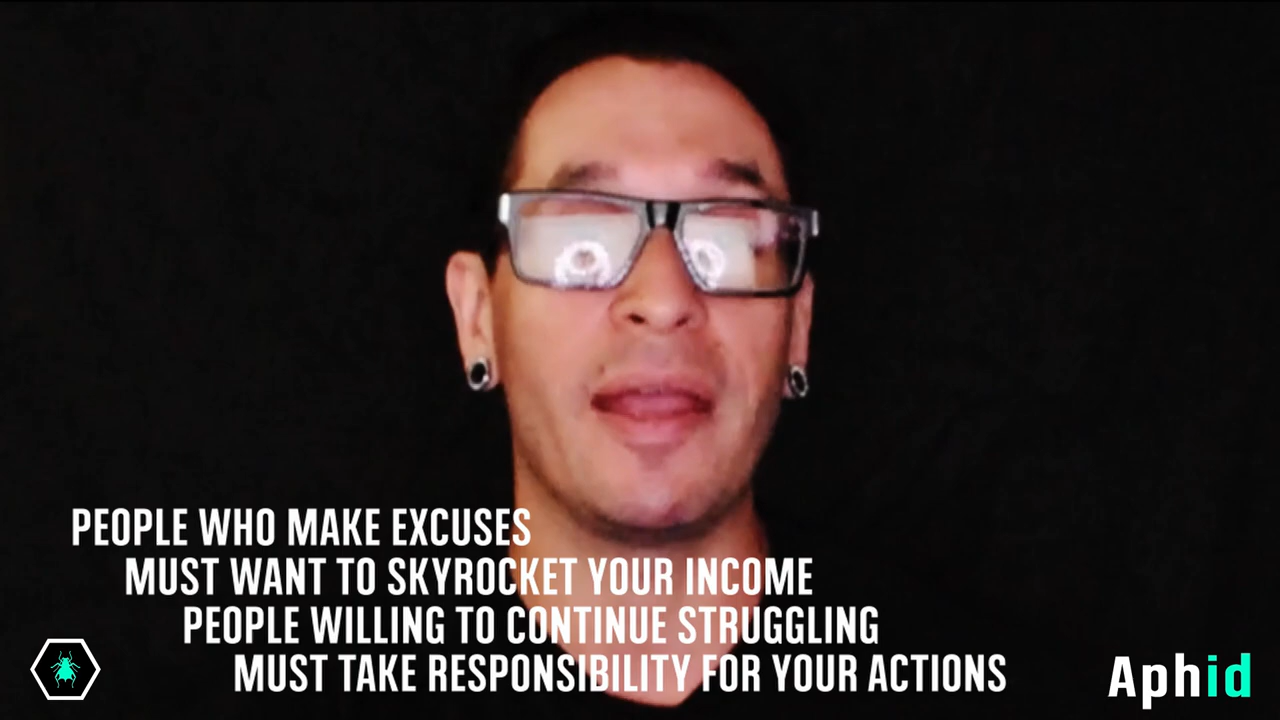 PEOPLE WHO MAKE EXCUSES
MUST WANT TO SKYROCKET YOUR INCOME
PEOPLE WILLING TO CONTINUE STRUGGLING
MUST TAKE RESPONSIBILITY FOR YOUR ACTIONS
Aphid